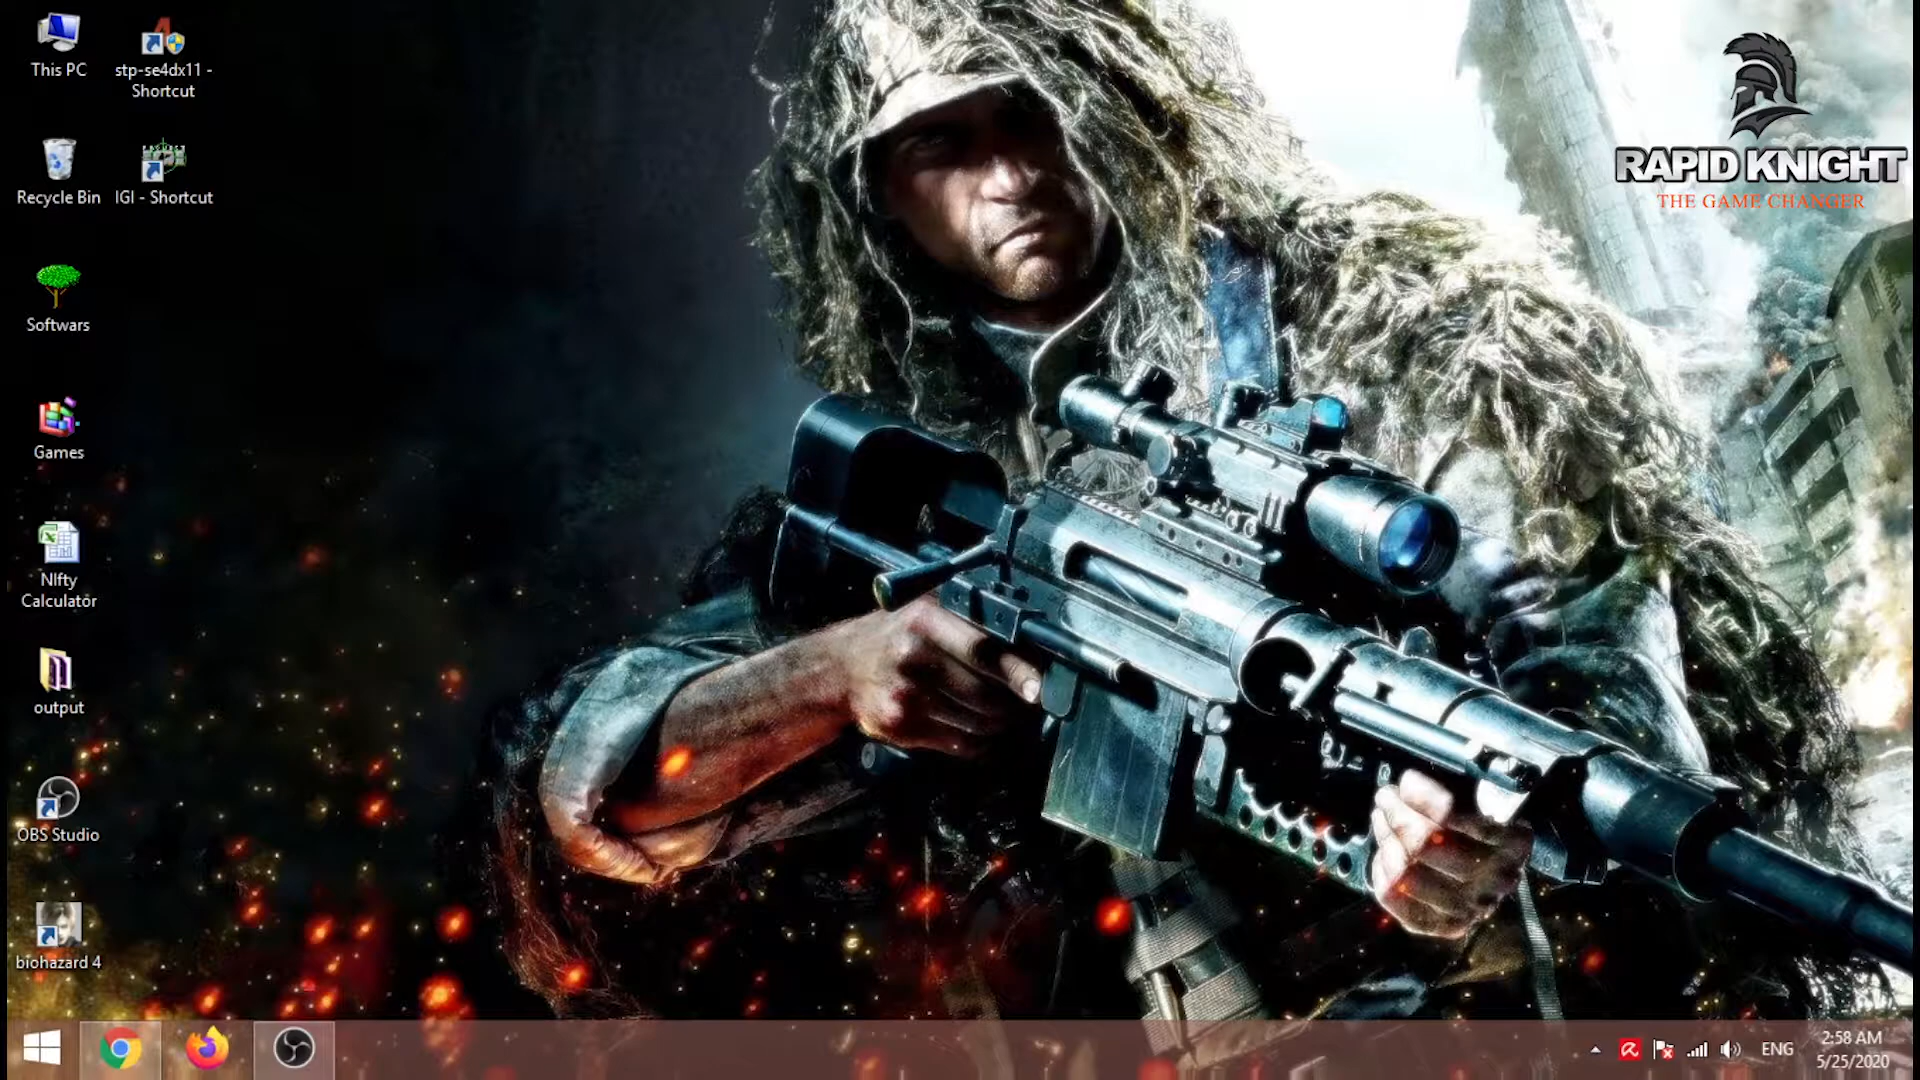 This PC
stp-se4dx11 -
Shortcut
Recycle Bin
IGI - Shortcut
Softwars
Games
NIfty
Calculator
output
OBS Studio
biohazard 4
RAPID KNIGHT
THE GAME CHANGER
ENG
2:58 AM
5/25/2020